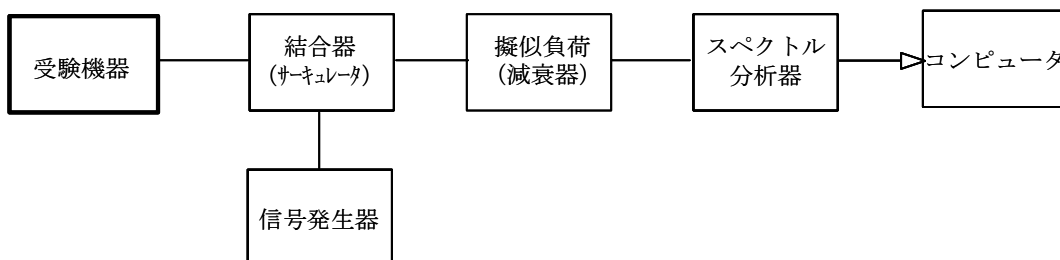 受験機器
結合器
(サーキュレータ)
擬似負荷
(減衰器)
スペクトル
分析器
コンピュータ
信号発生器